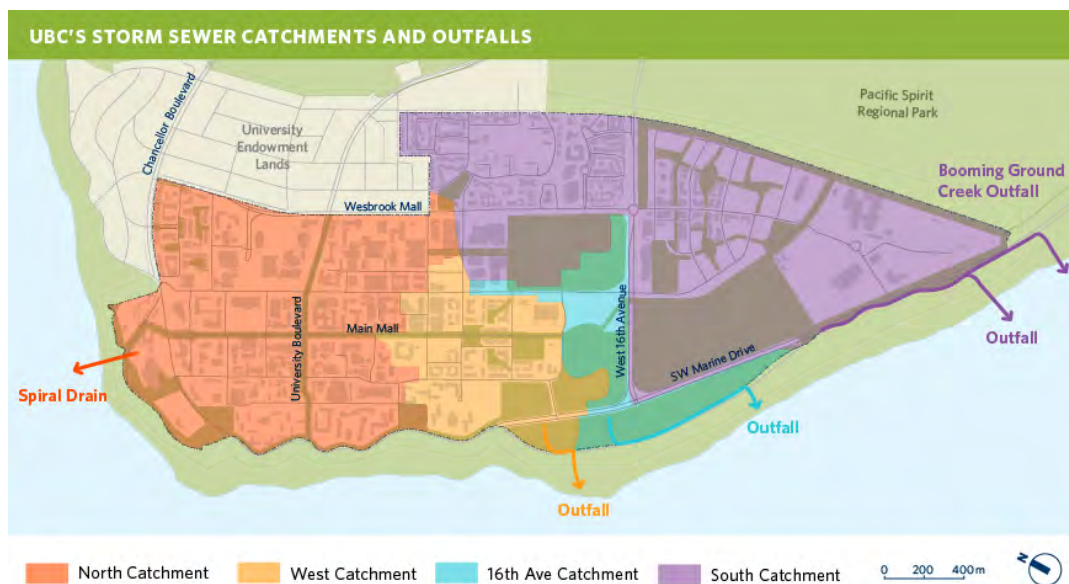 UBC'S STORM SEWER CATCHMENTS AND OUTFALLS
Chancellor Boulevard
University
Endowment
Lands
Pacific Spirit
Regional Park
Booming Ground
Creek Outfall
Wesbrook Mall
University Boulevard
Main Mall
West 16th Avenue
SW Marine Drive
Outfall
Spiral Drain
Outfall
Outfall
North Catchment
West Catchment
16th Ave Catchment
South Catchment
0 200 400m
N